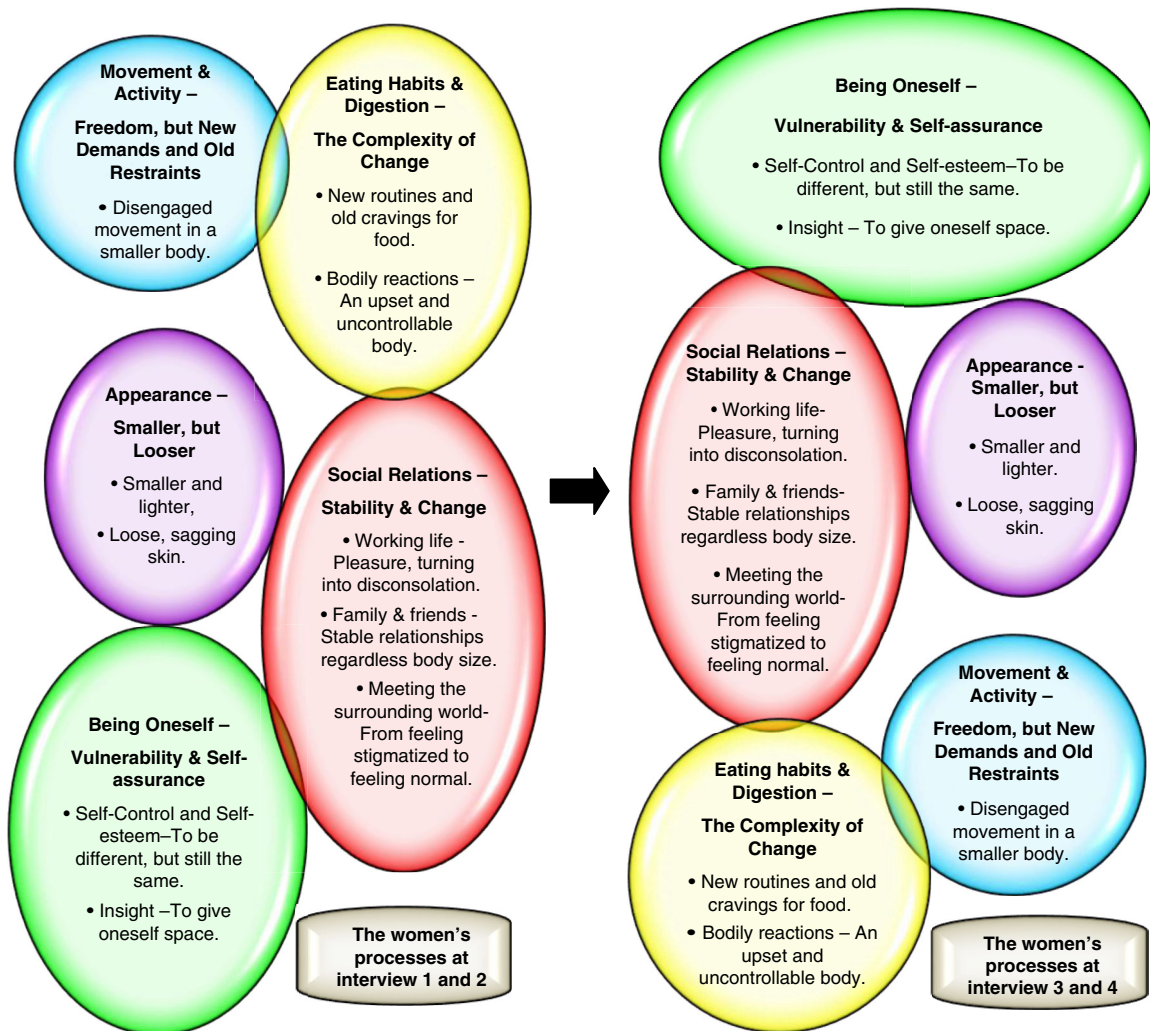 Movement &
Activity –
Freedom, but New
Demands and Old
Restraints
• Disengaged
movement in a
smaller body.
Eating Habits &
Digestion –
The Complexity of
Change
• New routines and
old cravings for
food.
• Bodily reactions –
An upset and
uncontrollable
body.
Appearance –
Smaller, but
Looser
• Smaller and
lighter,
• Loose, sagging
skin.
Social Relations –
Stability & Change
• Working life -
Pleasure, turning
into disconsolation.
• Family & friends -
Stable relationships
regardless body size.
• Meeting the
surrounding world-
From feeling
stigmatized to
feeling normal.
Being Oneself –
Vulnerability & Self-
assurance
• Self-Control and Self-
esteem–To be
different, but still the
same.
• Insight –To give
oneself space.
The women's
processes at
interview 1 and 2
Being Oneself –
Vulnerability & Self-assurance
• Self-Control and Self-esteem–To be
different, but still the same.
• Insight – To give oneself space.
Social Relations –
Stability & Change
• Working life-
Pleasure, turning
into disconsolation.
• Family & friends-
Stable relationships
regardless body size.
• Meeting the
surrounding world-
From feeling
stigmatized to
feeling normal.
Appearance -
Smaller, but
Looser
• Smaller and
lighter.
• Loose, sagging
skin.
Movement &
Activity –
Freedom, but New
Demands and Old
Restraints
• Disengaged
movement in a
smaller body.
Eating habits &
Digestion –
The Complexity of
Change
• New routines and old
cravings for food.
• Bodily reactions – An
upset and
uncontrollable body.
The women's
processes at
interview 3 and 4